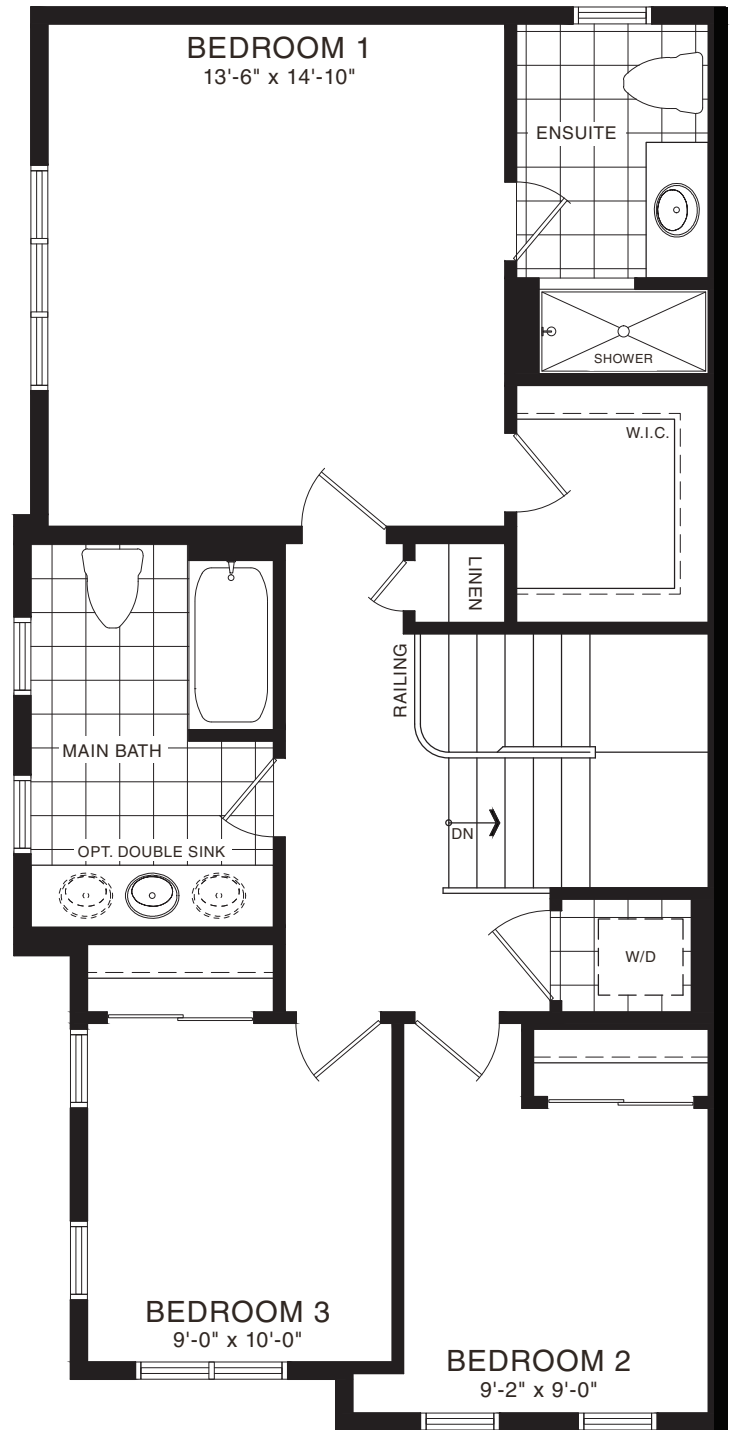 BEDROOM 1
13'-6" x 14'-10"
ENSUITE
SHOWER
W.I.C.
LINEN
RAILING
MAIN BATH
DN
OPT. DOUBLE SINK
W/D
BEDROOM 3
9'-0" x 10'-0"
BEDROOM 2
9'-2" x 9'-0"